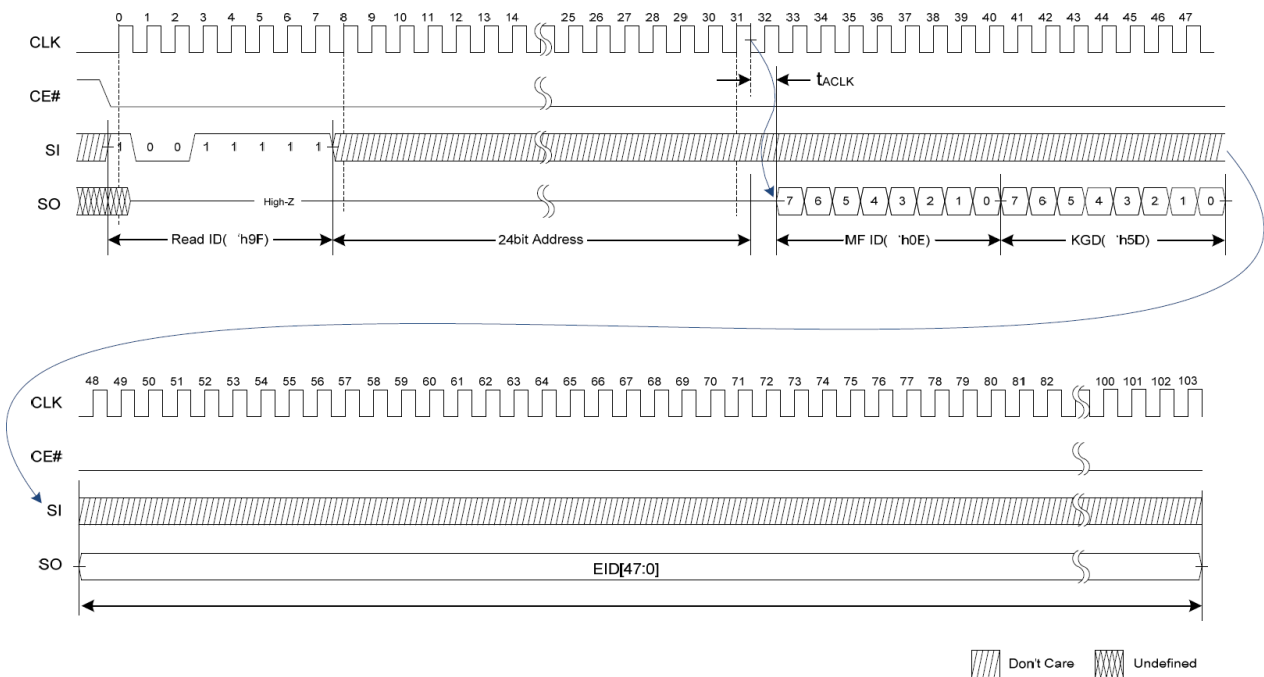 0 1 2 3 4 5 6 7 8 9 10 11 12 13 14 25 26 27 28 29 30 31 32 33 34 35 36 37 38 39 40 41 42 43 44 45 46 47
CLK
tACLK
CE#
SI 1 0 0 1 1 1 1 1
SO High-Z 7 6 5 4 3 2 1 0 7 6 5 4 3 2 1 0
Read ID( 'h9F) 24bit Address MF ID( 'h0E) KGD( 'h5D)
48 49 50 51 52 53 54 55 56 57 58 59 60 61 62 63 64 65 66 67 68 69 70 71 72 73 74 75 76 77 78 79 80 81 82 100 101 102 103
CLK
CE#
SI
SO EID[47:0]
Don't Care Undefined